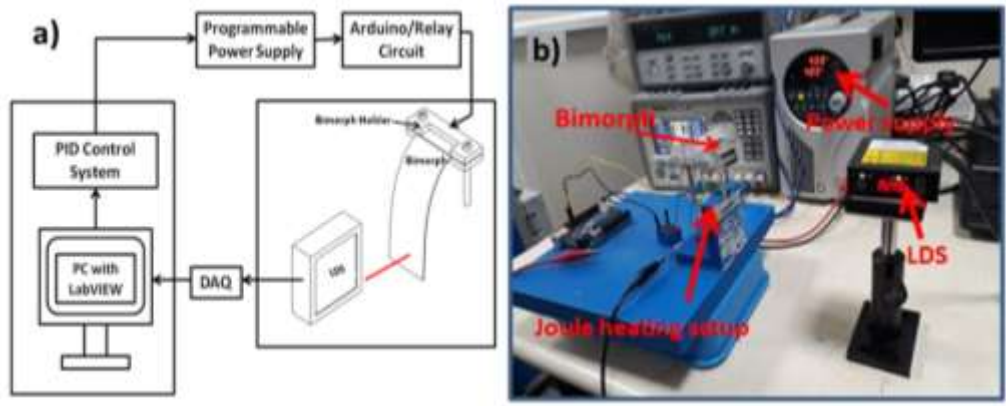 a)
Programmable
Power Supply
Arduino/Relay
Circuit
Bimorph Holder
Bimorph
PID Control
System
PC with
LabVIEW
DAQ
LDS
b)
Bimorph
Power supply
LDS
Joule heating setup